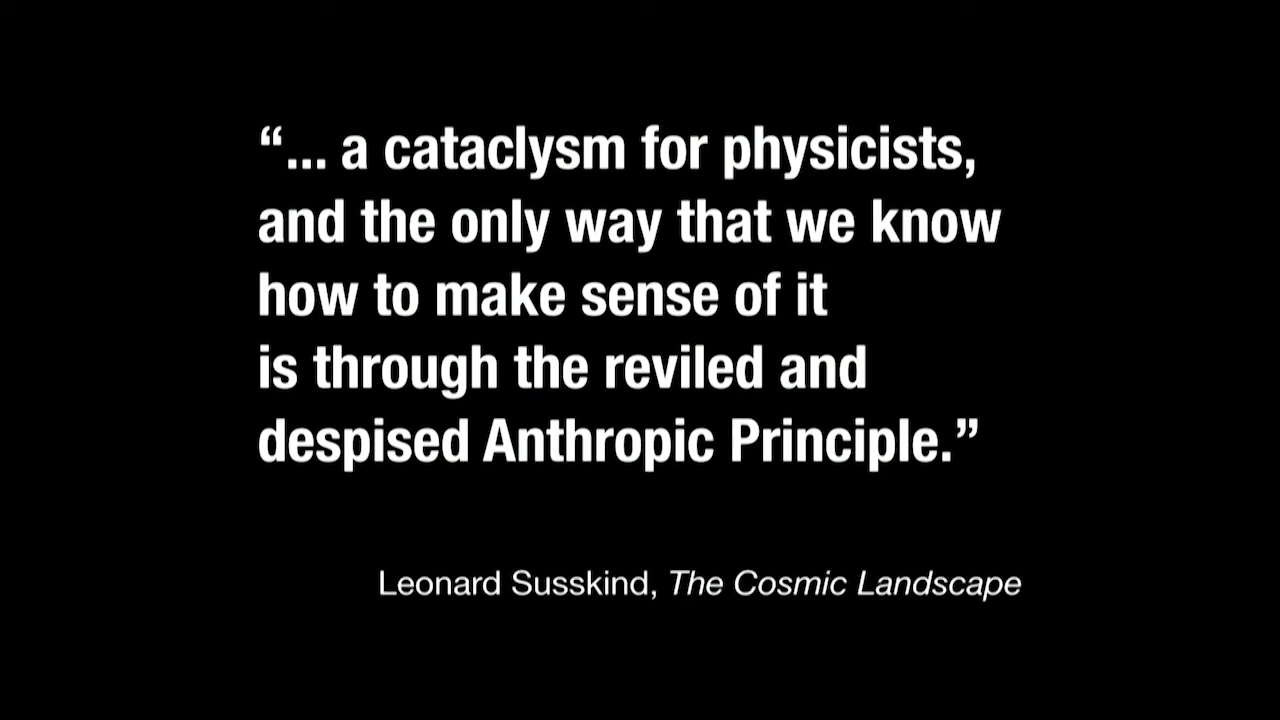 “... a cataclysm for physicists,
and the only way that we know
how to make sense of it
is through the reviled and
despised Anthropic Principle.”
Leonard Susskind, The Cosmic Landscape